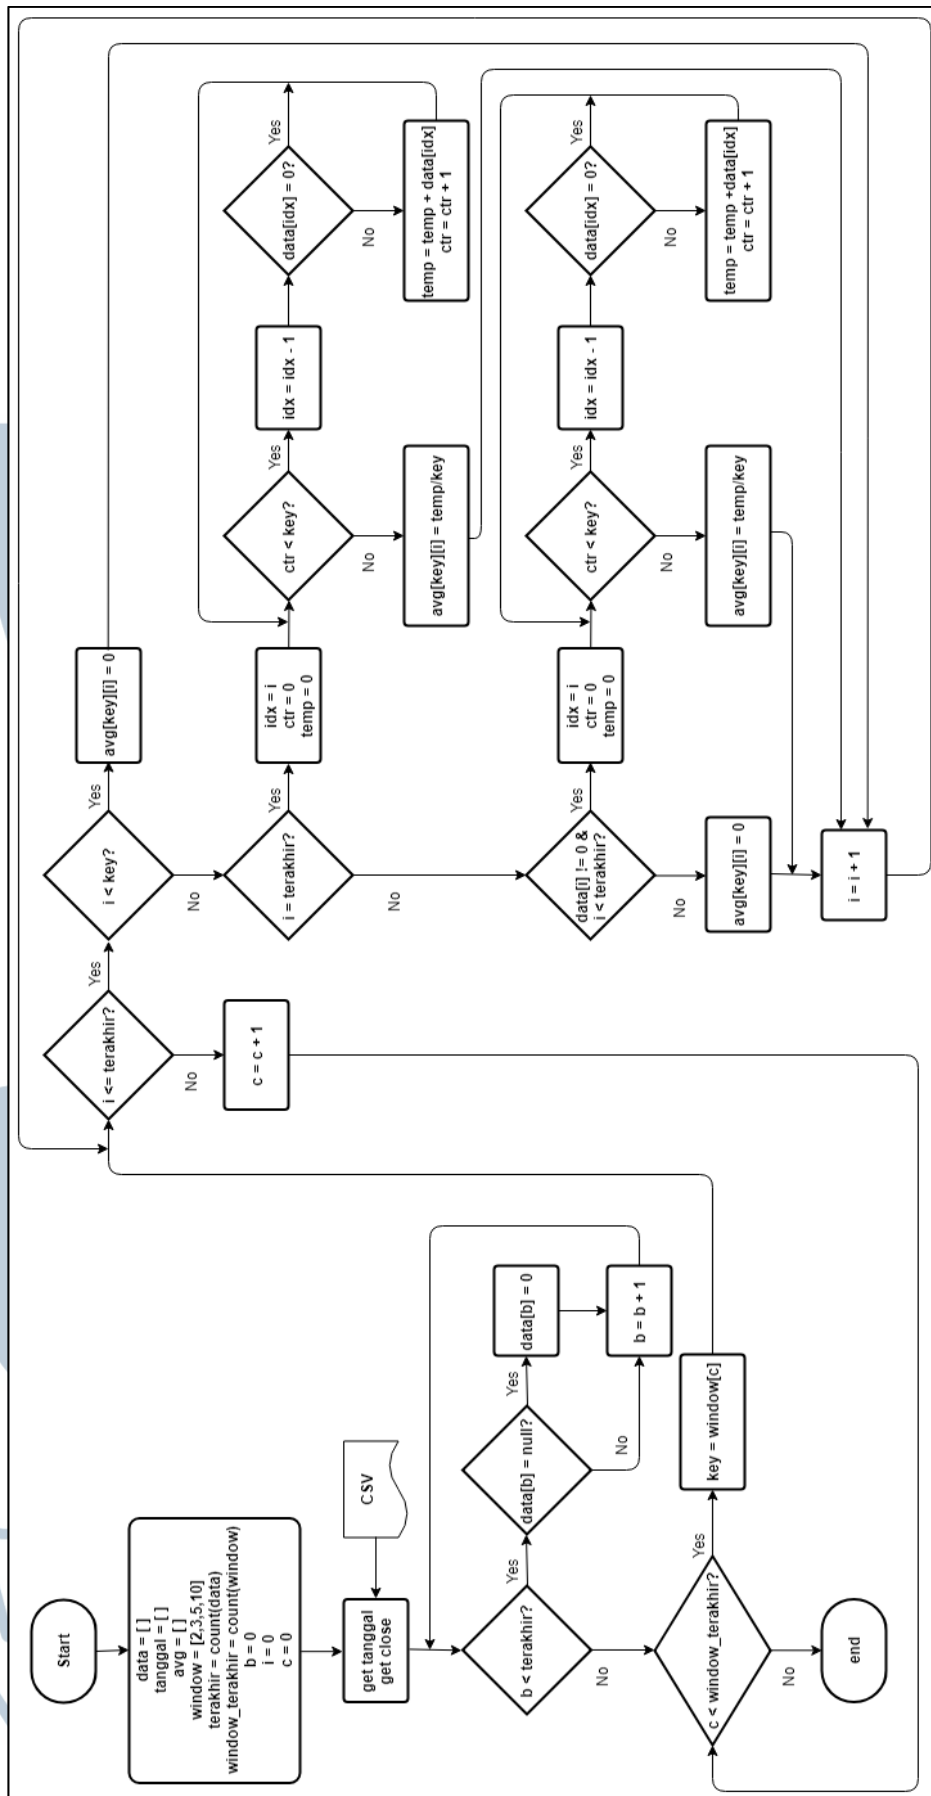 Start
data = [ ]
tanggal = [ ]
avg = [ ]
window = [2,3,5,10]
terakhir = count(data)
window_terakhir = count(window)
b = 0
i = 0
c = 0
CSV
get tanggal
get close
b < terakhir?
Yes
No
data[b] = null?
Yes
No
data[b] = 0
b = b + 1
c < window_terakhir?
Yes
No
end
key = window[c]
i <= terakhir?
Yes
No
c = c + 1
i < key?
Yes
No
avg[key][i] = 0
i = terakhir?
Yes
No
idx = i
ctr = 0
temp = 0
ctr < key?
Yes
No
avg[key][i] = temp/key
idx = idx - 1
data[idx] = 0?
Yes
No
temp = temp + data[idx]
ctr = ctr + 1
data[i] != 0 &
i < terakhir?
Yes
No
avg[key][i] = 0
idx = i
ctr = 0
temp = 0
ctr < key?
Yes
No
avg[key][i] = temp/key
idx = idx - 1
data[idx] = 0?
Yes
No
temp = temp +data[idx]
ctr = ctr + 1
i = i + 1